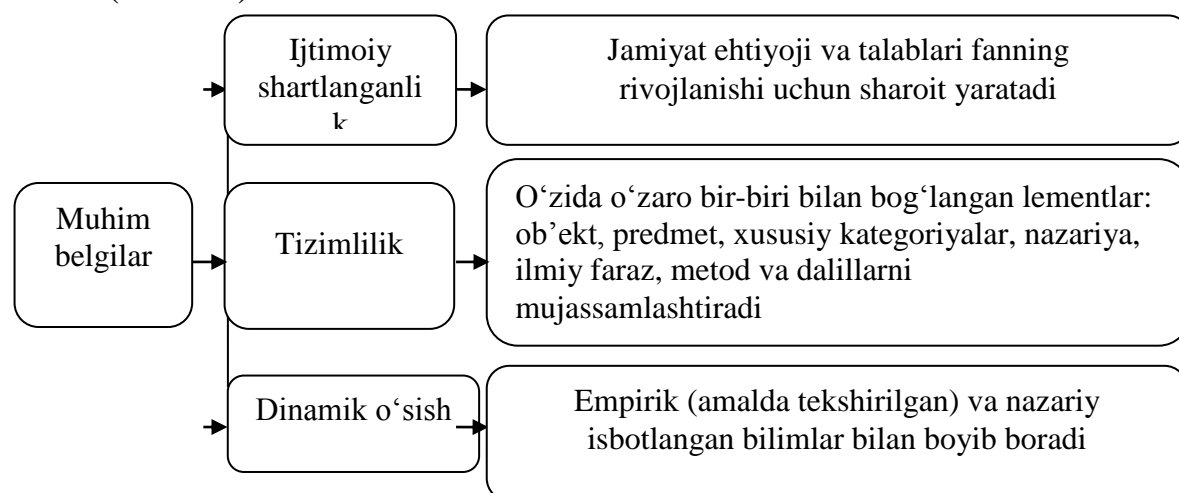 Ijtimoiy
shartlanganli
k
Jamiyat ehtiyoji va talablari fanning
rivojlanishi uchun sharoit yaratadi
Muhim
belgilar
Tizimlilik
O‘zida o‘zaro bir-biri bilan bog‘langan lementlar:
ob’ekt, predmet, xususiy kategoriyalar, nazariya,
ilmiy faraz, metod va dalillarni
mujassamlashtiradi
Dinamik o‘sish
Empirik (amalda tekshirilgan) va nazariy
isbotlangan bilimlar bilan boyib boradi